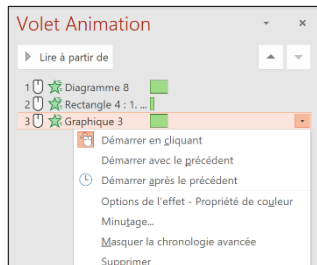 Volet Animation
Lire à partir de
1 Diagramme 8
2 Rectangle 4 : 1. ...
3 Graphique 3
Démarrer en cliquant
Démarrer avec le précédent
Démarrer après le précédent
Options de l'effet - Propriété de couleur
Minutage...
Masquer la chronologie avancée
Supprimer